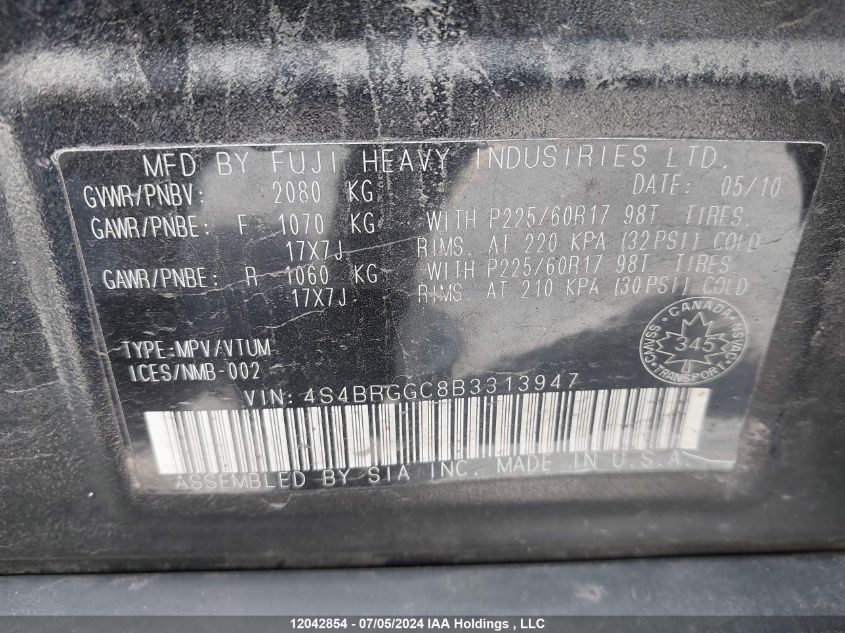 MFD BY FUJI HEAVY INDUSTRIES LTD.
GVWR/PNBV: 2080 KG DATE: 05/10
GAWR/PNBE: F 1070 KG WITH P225/60R17 98T TIRES.
17X7J RIMS. AT 220 KPA (32PSI) COLD
GAWR/PNBE: R 1060 KG WITH P225/60R17 98T TIRES
17X7J RIMS. AT 210 KPA (30PSI) COLD
CANADA
CMVSS 345 NSVAC
TRANSPORT
TYPE:MPV/VTUM
ICES/NMB-002
VIN: 4S4BRGGC8B3313947
ASSEMBLED BY SIA INC. MADE IN U.S.A.
12042854 - 07/05/2024 IAA Holdings , LLC